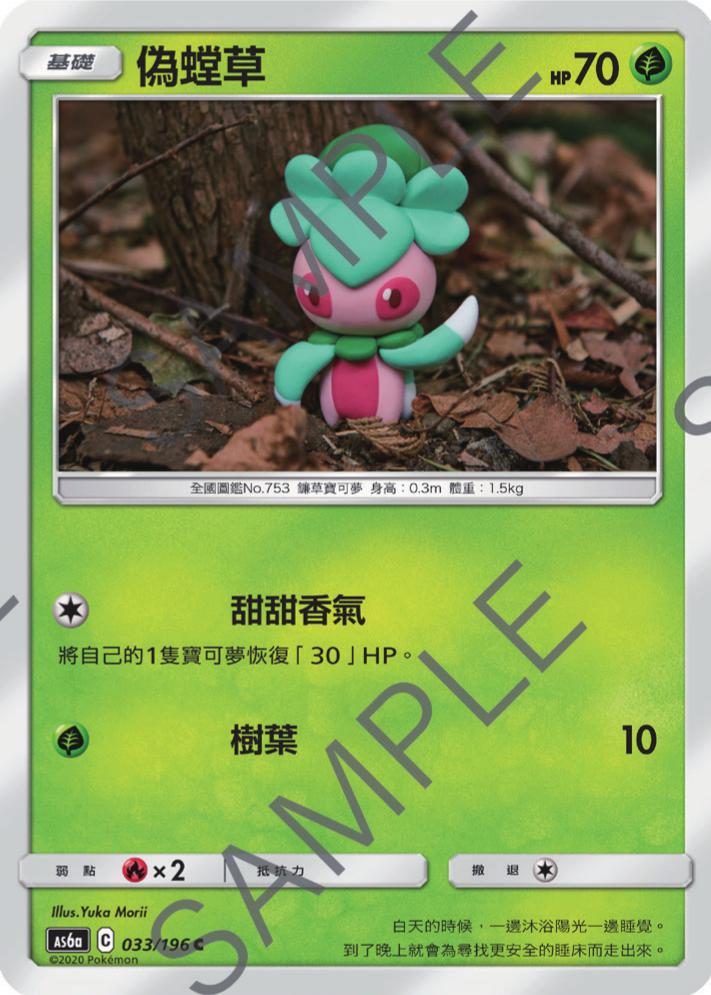 基礎 偽螳草 HP70
全國圖鑑No.753 鐮草寶可夢 身高：0.3m 體重：1.5kg
甜甜香氣
將自己的1隻寶可夢恢復「30」HP。
樹葉 10
弱點 ×2 抵抗力 撤退
Illus.Yuka Morii
白天的時候，一邊沐浴陽光一邊睡覺。
AS6a C 033/196 C
到了晚上就會為尋找更安全的睡床而走出來。
©2020 Pokémon
SAMPLE
SAMPLE